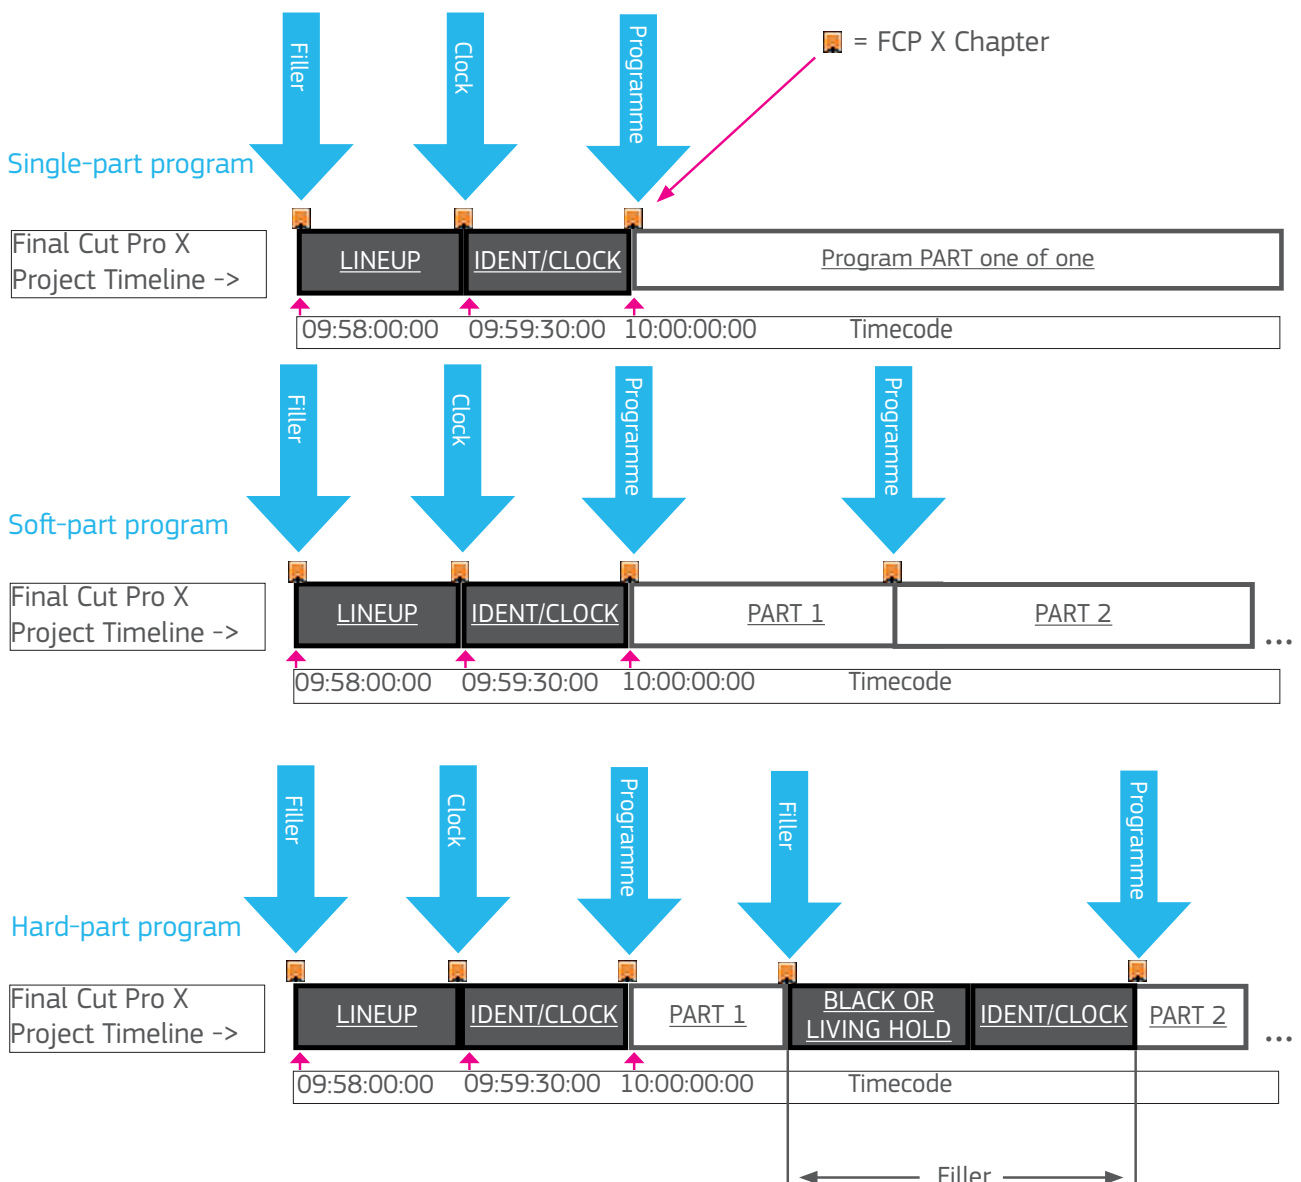 Filler
Clock
Programme
= FCP X Chapter
Single-part program
Final Cut Pro X
Project Timeline ->
LINEUP
IDENT/CLOCK
Program PART one of one
09:58:00:00
09:59:30:00
10:00:00:00
Timecode
Filler
Clock
Programme
Programme
Soft-part program
Final Cut Pro X
Project Timeline ->
LINEUP
IDENT/CLOCK
PART 1
PART 2
...
09:58:00:00
09:59:30:00
10:00:00:00
Timecode
Filler
Clock
Programme
Filler
Programme
Hard-part program
Final Cut Pro X
Project Timeline ->
LINEUP
IDENT/CLOCK
PART 1
BLACK OR
LIVING HOLD
IDENT/CLOCK
PART 2
...
09:58:00:00
09:59:30:00
10:00:00:00
Timecode
Filler